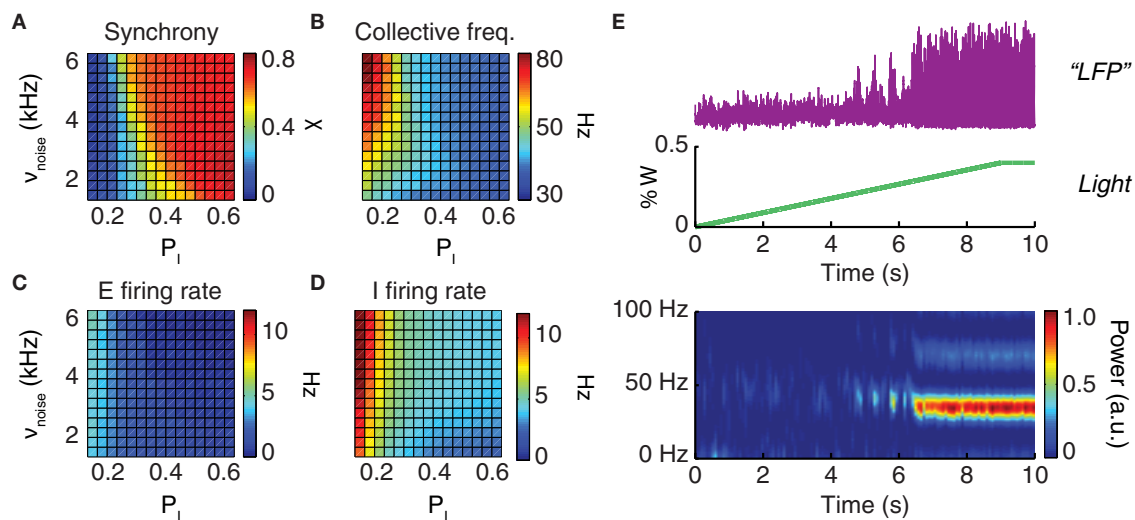 A
Synchrony
ν_noise (kHz)
6
4
2
0.2 0.4 0.6
P_I
0.8
0.4
0
χ
B
Collective freq.
0.2 0.4 0.6
P_I
80
50
30
Hz
C
E firing rate
ν_noise (kHz)
6
4
2
0.2 0.4 0.6
P_I
10
5
0
Hz
D
I firing rate
0.2 0.4 0.6
P_I
10
5
0
Hz
E
"LFP"
% W
0.5
0
Light
0 2 4 6 8 10
Time (s)
100 Hz
50 Hz
0 Hz
0 2 4 6 8 10
Time (s)
1.0
0.5
0
Power (a.u.)